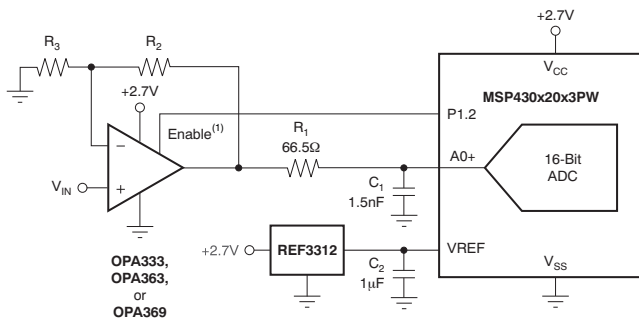 +2.7V
R3
R2
VCC
+2.7V
MSP430x20x3PW
Enable(1)
P1.2
R1
66.5Ω
−
A0+
16-Bit
ADC
VIN
+
C1
1.5nF
+2.7V
REF3312
VREF
OPA333,
OPA363,
or
OPA369
C2
1μF
VSS